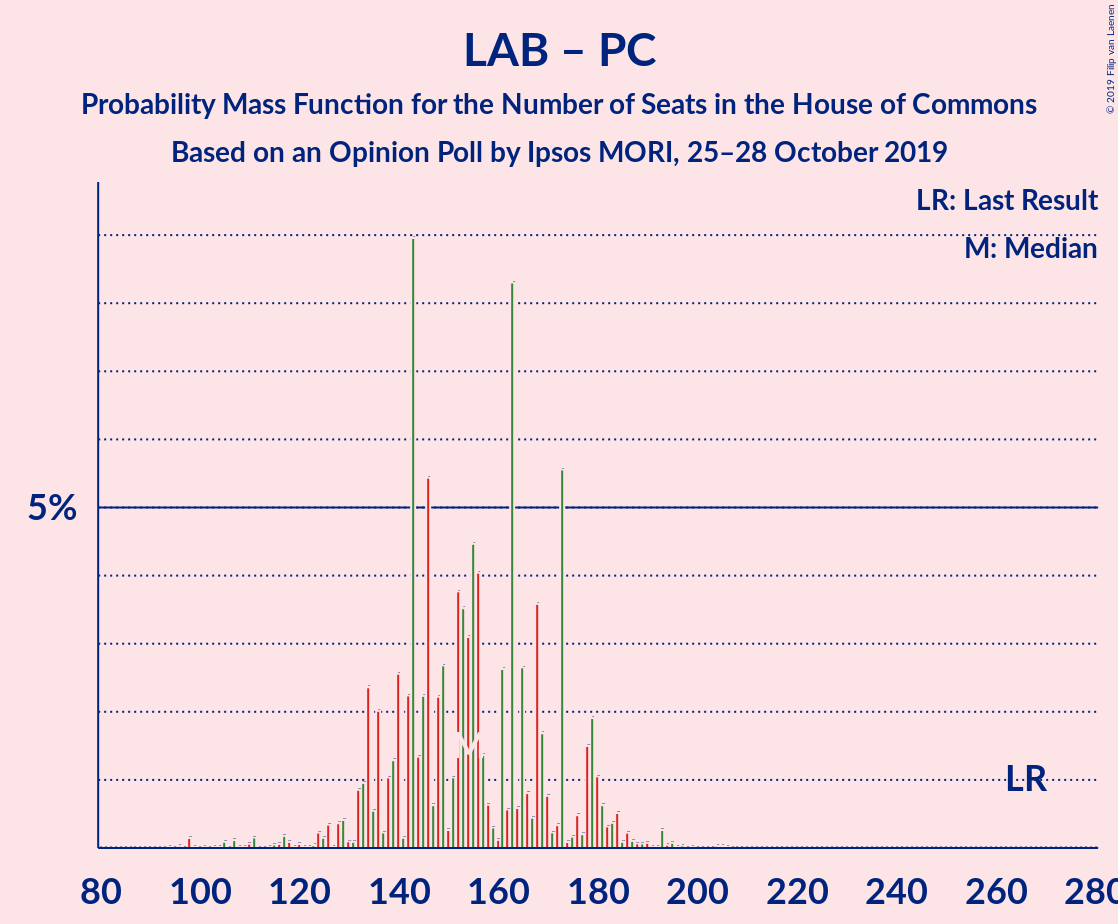 LAB – PC
Probability Mass Function for the Number of Seats in the House of Commons
Based on an Opinion Poll by Ipsos MORI, 25–28 October 2019
© 2019 Filip van Laenen
LR: Last Result
M: Median
5%
LR
80 100 120 140 160 180 200 220 240 260 280